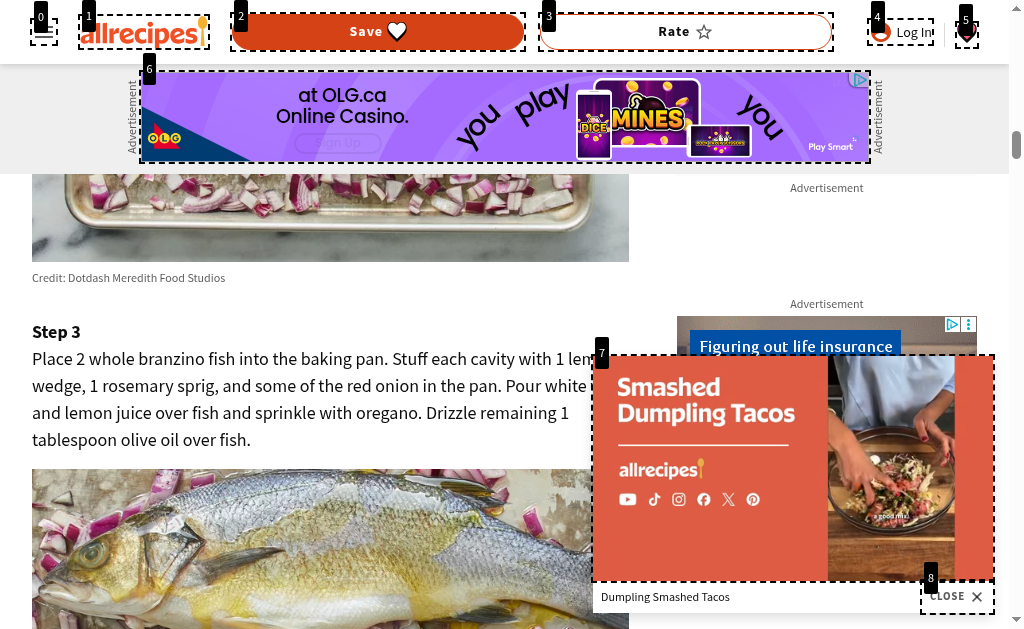 0
1
2
3
4
5
allrecipes
Save
Rate
Log In
6
Advertisement
OLG
at OLG.ca
Online Casino.
Sign Up
you play
DICE
MINES
you
Play Smart
Advertisement
Advertisement
Credit: Dotdash Meredith Food Studios
Advertisement
Step 3
Place 2 whole branzino fish into the baking pan. Stuff each cavity with 1
wedge, 1 rosemary sprig, and some of the red onion in the pan. Pour white
and lemon juice over fish and sprinkle with oregano. Drizzle remaining 1
tablespoon olive oil over fish.
Figuring out life insurance
7
Smashed
Dumpling Tacos
allrecipes
a good mix.
8
Dumpling Smashed Tacos
CLOSE